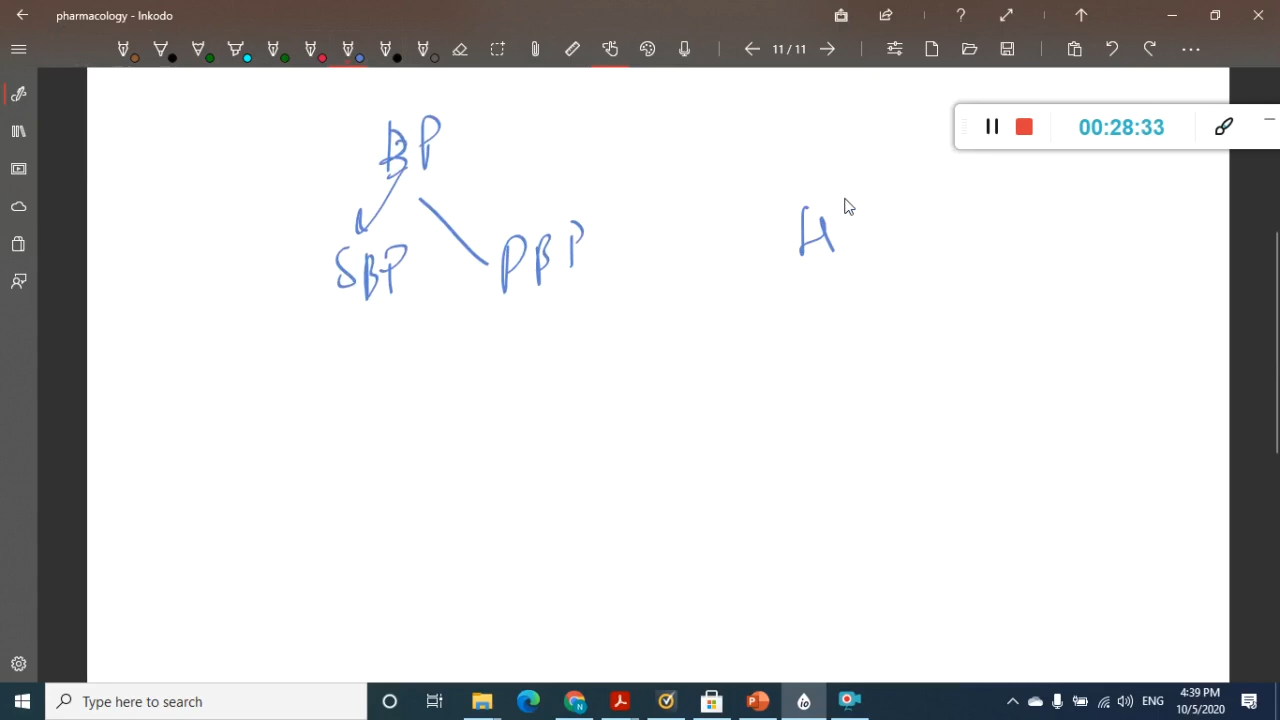 pharmacology - Inkodo
11 / 11
00:28:33
BP
SBP PBP
H
Type here to search
ENG
4:39 PM
10/5/2020